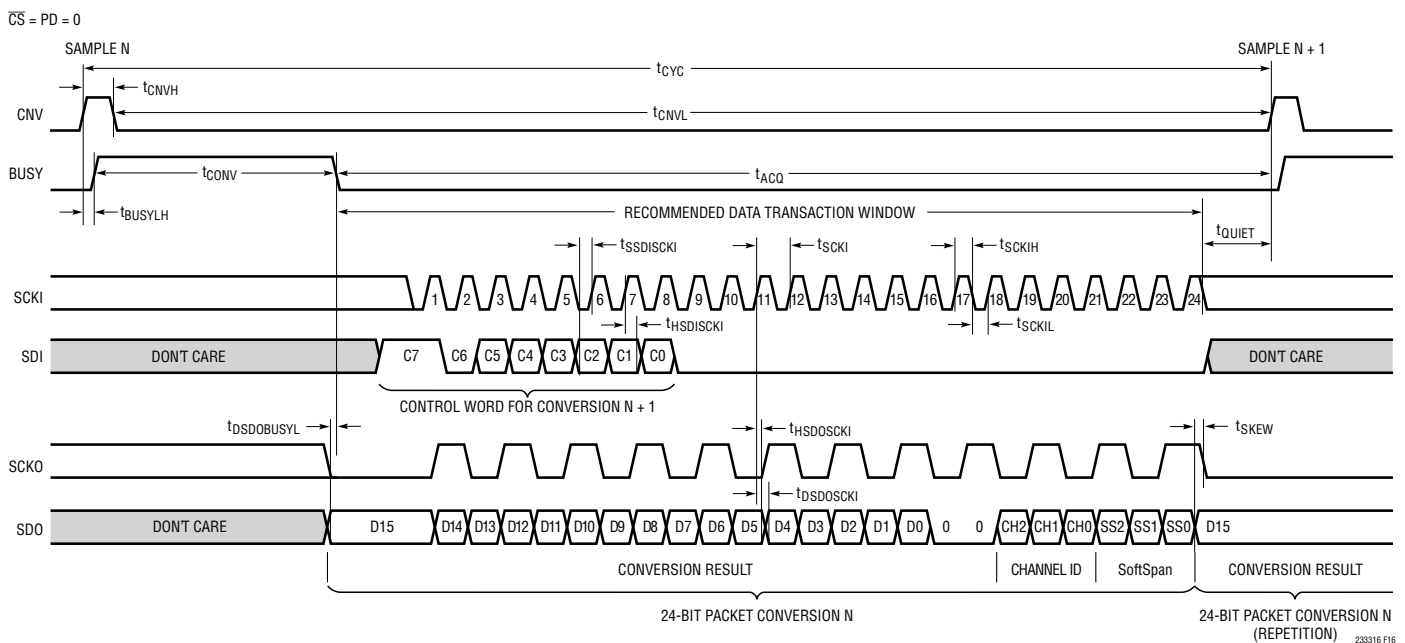 CS = PD = 0
SAMPLE N
SAMPLE N + 1
tCYC
tCNVH
CNV
tCNVL
BUSY
tCONV
tACQ
tBUSYLH
RECOMMENDED DATA TRANSACTION WINDOW
tQUIET
tSSDISCKI
tSCKI
tSCKIH
SCKI
1 2 3 4 5 6 7 8 9 10 11 12 13 14 15 16 17 18 19 20 21 22 23 24
tHSDISCKI
tSCKIL
SDI
DON'T CARE
C7 C6 C5 C4 C3 C2 C1 C0
DON'T CARE
CONTROL WORD FOR CONVERSION N + 1
tDSDOBUSYL
tHSDOSCKI
tSKEW
SCKO
tDSDOSCKI
SDO
DON'T CARE
D15 D14 D13 D12 D11 D10 D9 D8 D7 D6 D5 D4 D3 D2 D1 D0 0 0 CH2 CH1 CH0 SS2 SS1 SS0 D15
CONVERSION RESULT
CHANNEL ID
SoftSpan
CONVERSION RESULT
24-BIT PACKET CONVERSION N
24-BIT PACKET CONVERSION N
(REPETITION)
233316 F16